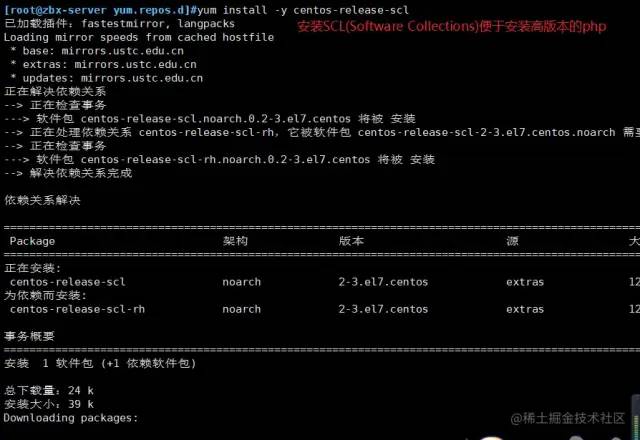 [root@zbx-server yum.repos.d]#yum install -y centos-release-scl
安装SCL(Software Collections)便于安装高版本的php
已加载插件：fastestmirror, langpacks
Loading mirror speeds from cached hostfile
 * base: mirrors.ustc.edu.cn
 * extras: mirrors.ustc.edu.cn
 * updates: mirrors.ustc.edu.cn
正在解决依赖关系
--> 正在检查事务
---> 软件包 centos-release-scl.noarch.0.2-3.el7.centos 将被 安装
--> 正在处理依赖关系 centos-release-scl-rh，它被软件包 centos-release-scl-2-3.el7.centos.noarch 需要
--> 正在检查事务
---> 软件包 centos-release-scl-rh.noarch.0.2-3.el7.centos 将被 安装
--> 解决依赖关系完成
依赖关系解决
Package 架构 版本 源 大
正在安装:
centos-release-scl noarch 2-3.el7.centos extras 12
为依赖而安装:
centos-release-scl-rh noarch 2-3.el7.centos extras 12
事务概要
安装 1 软件包 (+1 依赖软件包)
总下载量：24 k
安装大小：39 k
Downloading packages:
@稀土掘金技术社区